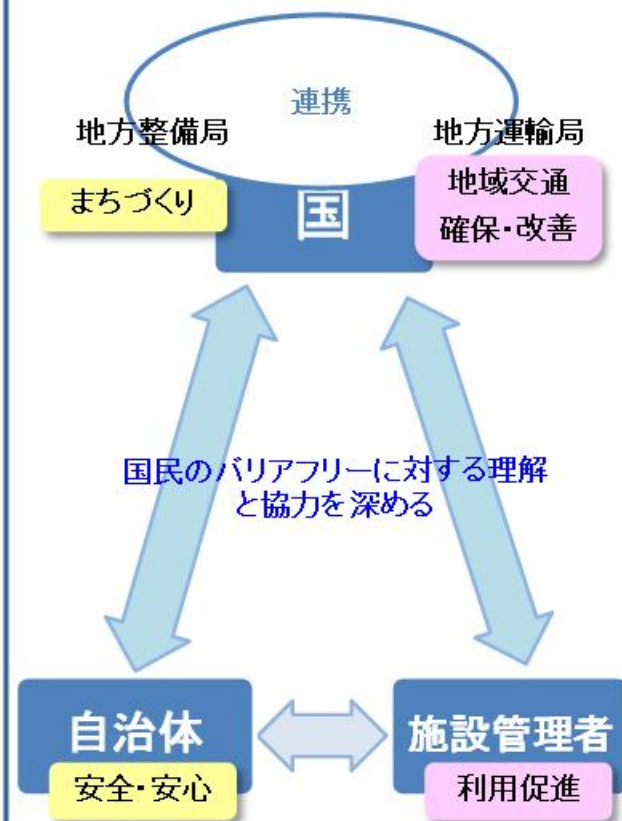 連携
地方整備局
地方運輸局
まちづくり
国
地域交通
確保・改善
国民のバリアフリーに対する理解
と協力を深める
自治体
施設管理者
安全・安心
利用促進